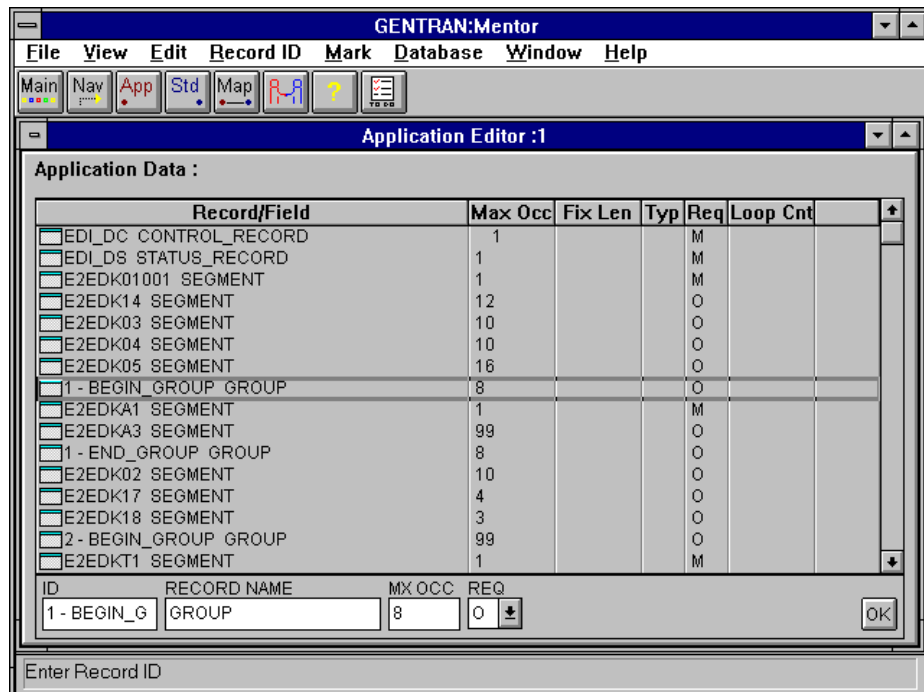 GENTRAN:Mentor
File View Edit Record ID Mark Database Window Help
Main Nav App Std Map ? TO DO
Application Editor :1
Application Data :
Record/Field Max Occ Fix Len Typ Req Loop Cnt
EDI_DC CONTROL_RECORD 1 M
EDI_DS STATUS_RECORD 1 M
E2EDK01001 SEGMENT 1 M
E2EDK14 SEGMENT 12 O
E2EDK03 SEGMENT 10 O
E2EDK04 SEGMENT 10 O
E2EDK05 SEGMENT 16 O
1 - BEGIN_GROUP GROUP 8 O
E2EDKA1 SEGMENT 1 M
E2EDKA3 SEGMENT 99 O
1 - END_GROUP GROUP 8 O
E2EDK02 SEGMENT 10 O
E2EDK17 SEGMENT 4 O
E2EDK18 SEGMENT 3 O
2 - BEGIN_GROUP GROUP 99 O
E2EDKT1 SEGMENT 1 M
ID RECORD NAME MX OCC REQ
1 - BEGIN_G GROUP 8 O OK
Enter Record ID